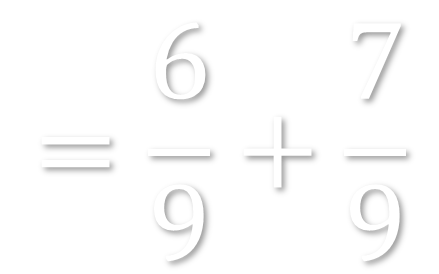 = 6/9 + 7/9